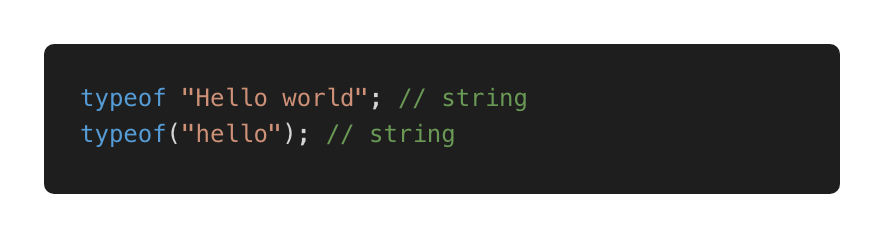 typeof "Hello world"; // string
typeof("hello"); // string